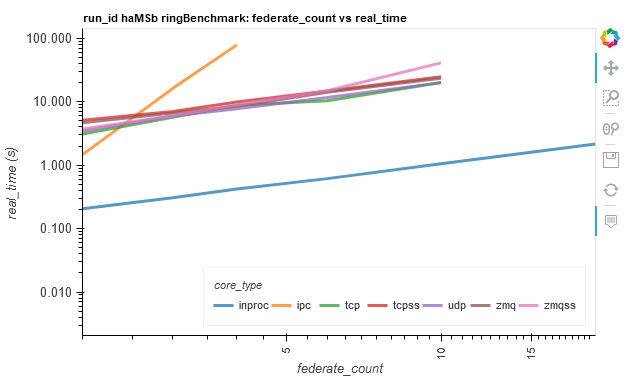 run_id haMSb ringBenchmark: federate_count vs real_time
100.000
10.000
1.000
0.100
0.010
real_time (s)
core_type
inproc ipc tcp tcpss udp zmq zmqss
5 10 15
federate_count